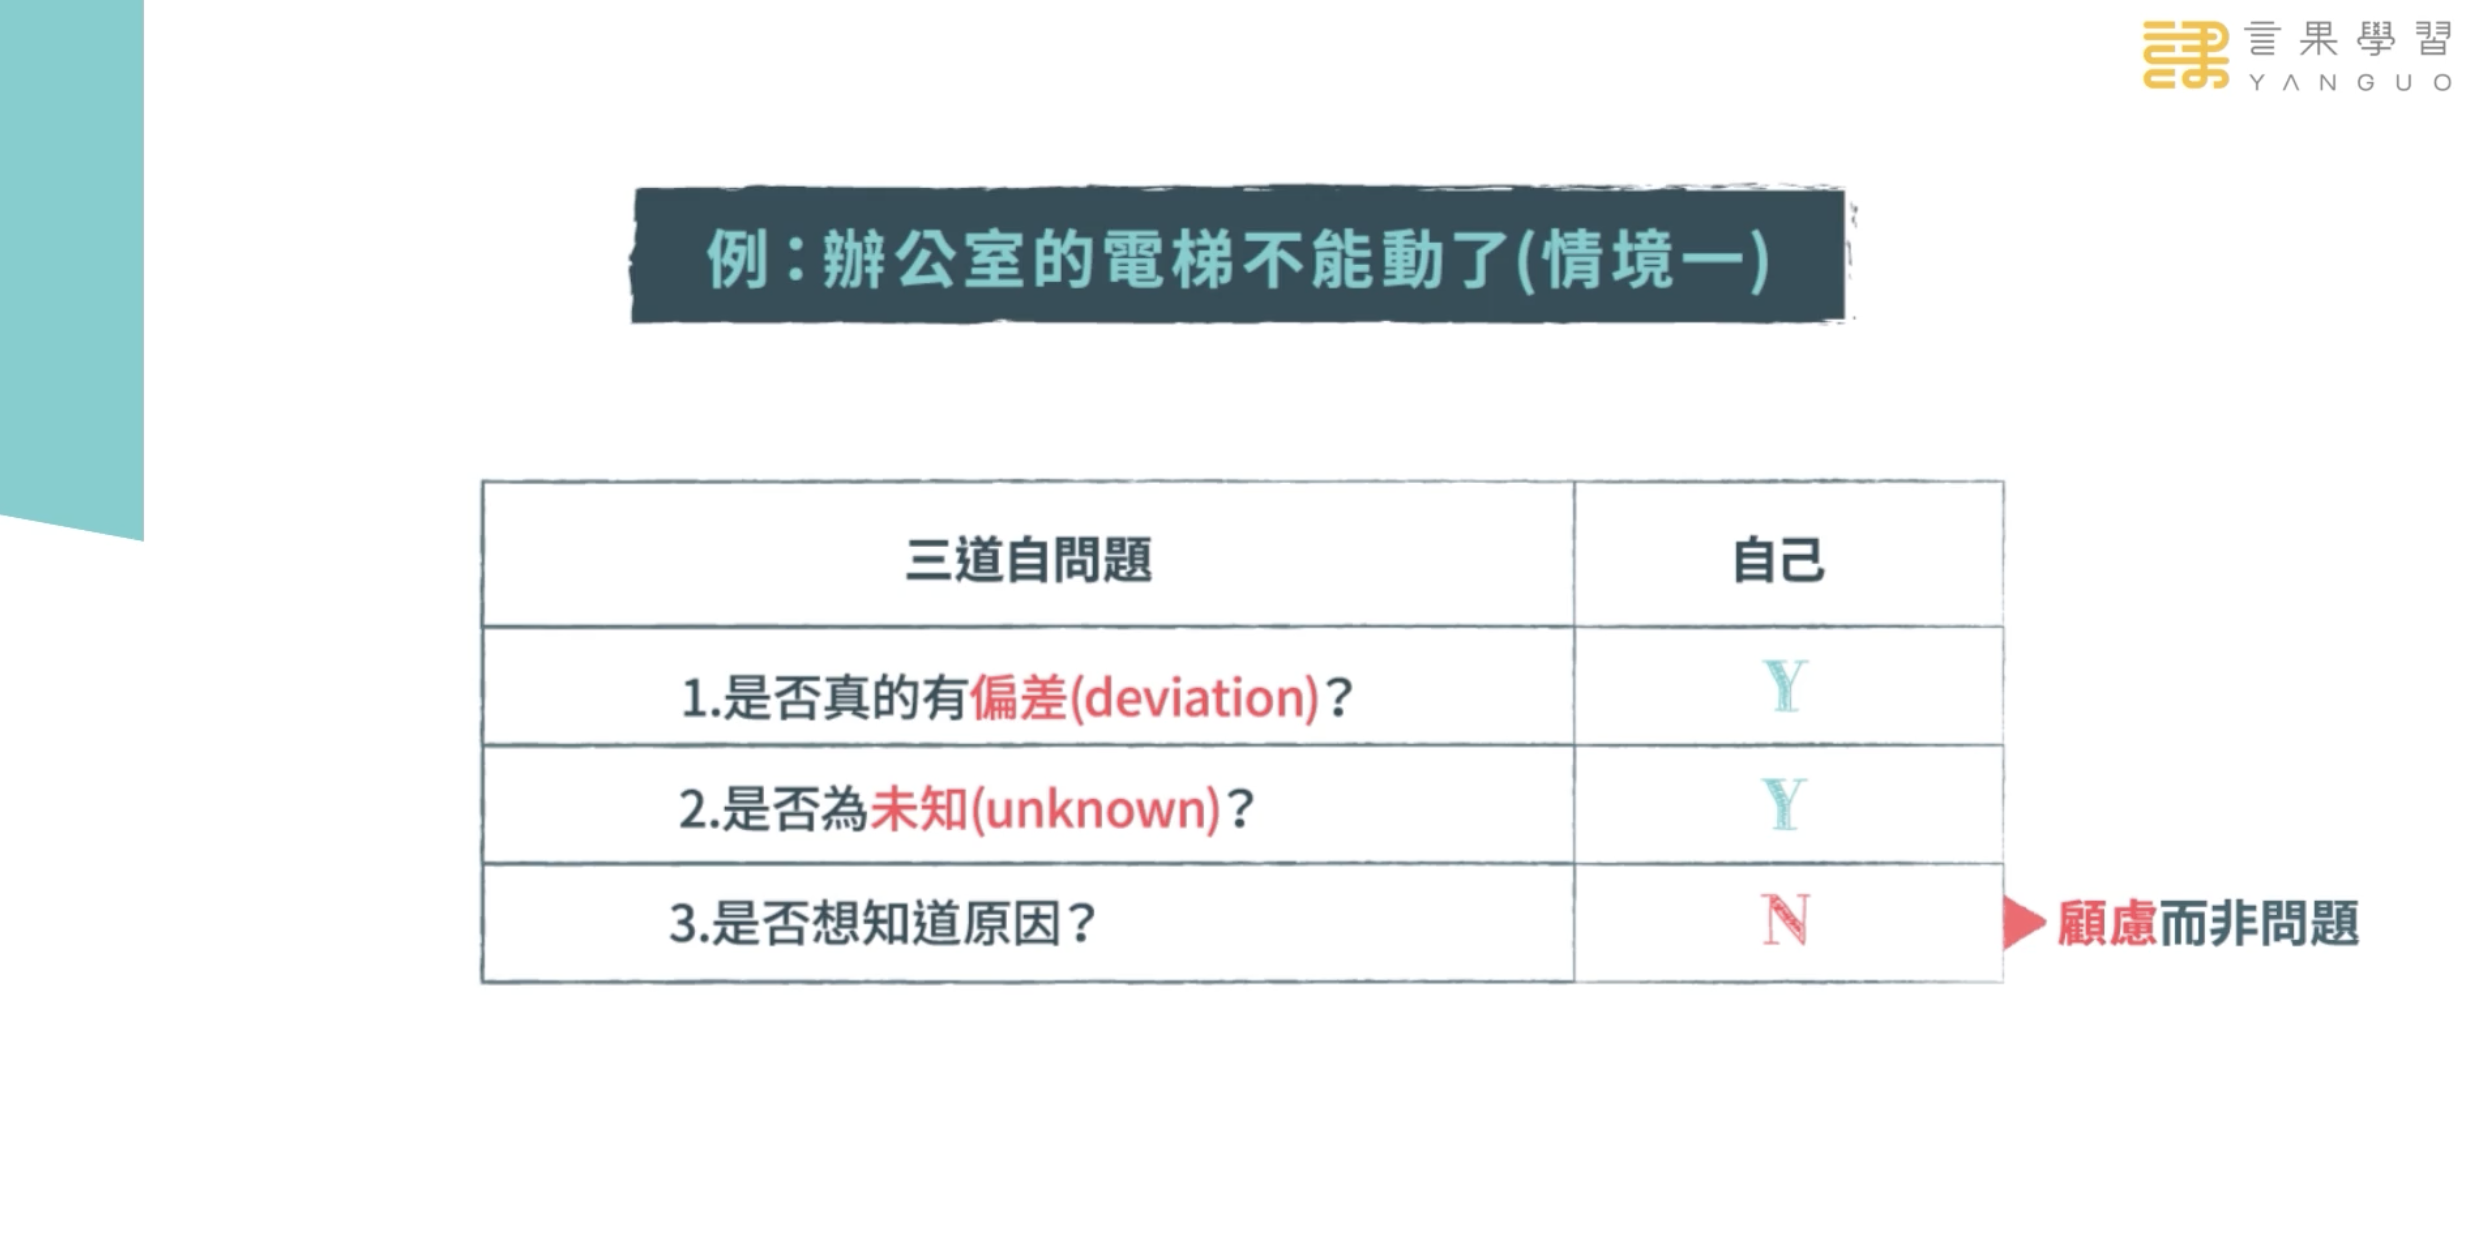 言果學習
YANGUO
例：辦公室的電梯不能動了(情境一)
三道自問題 自己
1.是否真的有偏差(deviation)？ Y
2.是否為未知(unknown)？ Y
3.是否想知道原因？ N 顧慮而非問題